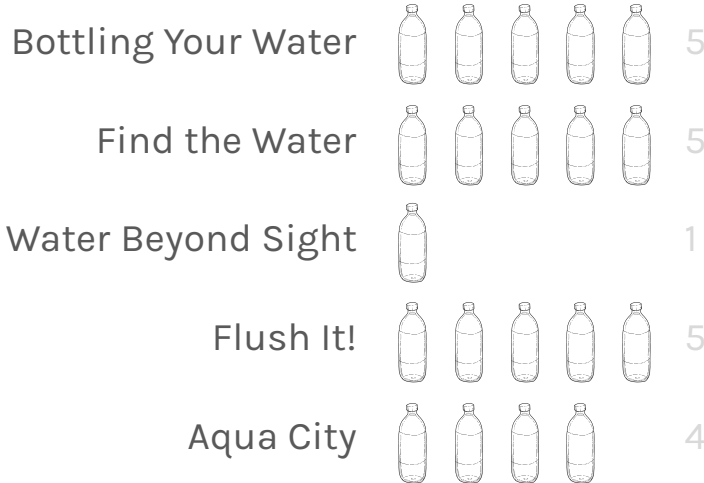 Bottling Your Water 5
Find the Water 5
Water Beyond Sight 1
Flush It! 5
Aqua City 4